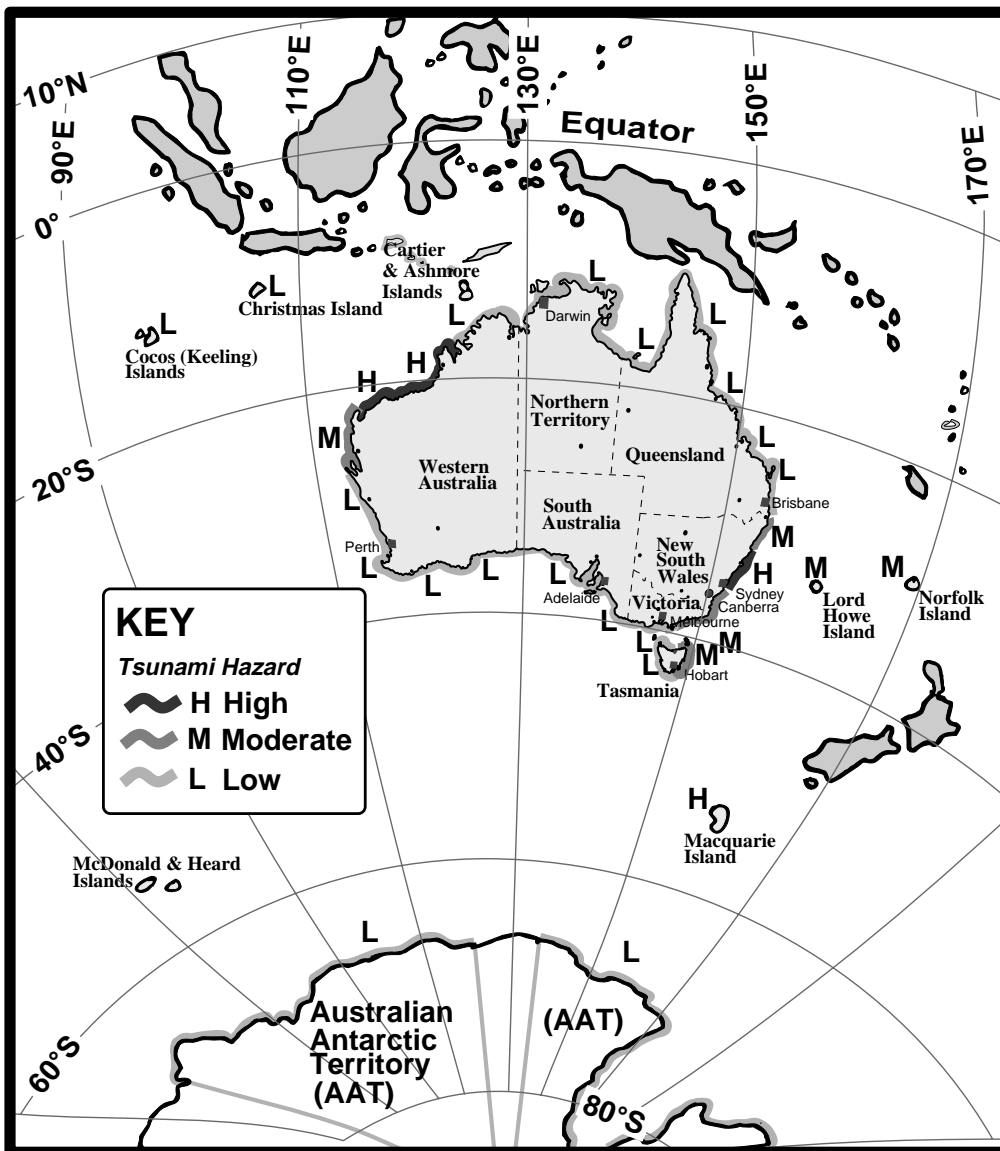 10°N
90°E
110°E
130°E
150°E
170°E
Equator
0°
Cartier
& Ashmore
Islands
L
Christmas Island
L
Cocos (Keeling)
Islands
L
L
Darwin
L
L
L
L
H
H
M
L
Northern
Territory
Queensland
Western
Australia
South
Australia
L
L
Brisbane
20°S
New
South
Wales
M
H
Sydney
Canberra
M
Lord
Howe
Island
M
Norfolk
Island
Perth
L
L
L
L
Adelaide
L
Victoria
Melbourne
L
L
M
M
Hobart
Tasmania
KEY
Tsunami Hazard
H High
M Moderate
L Low
40°S
H
Macquarie
Island
McDonald & Heard
Islands
L
L
Australian
Antarctic
Territory
(AAT)
(AAT)
60°S
80°S